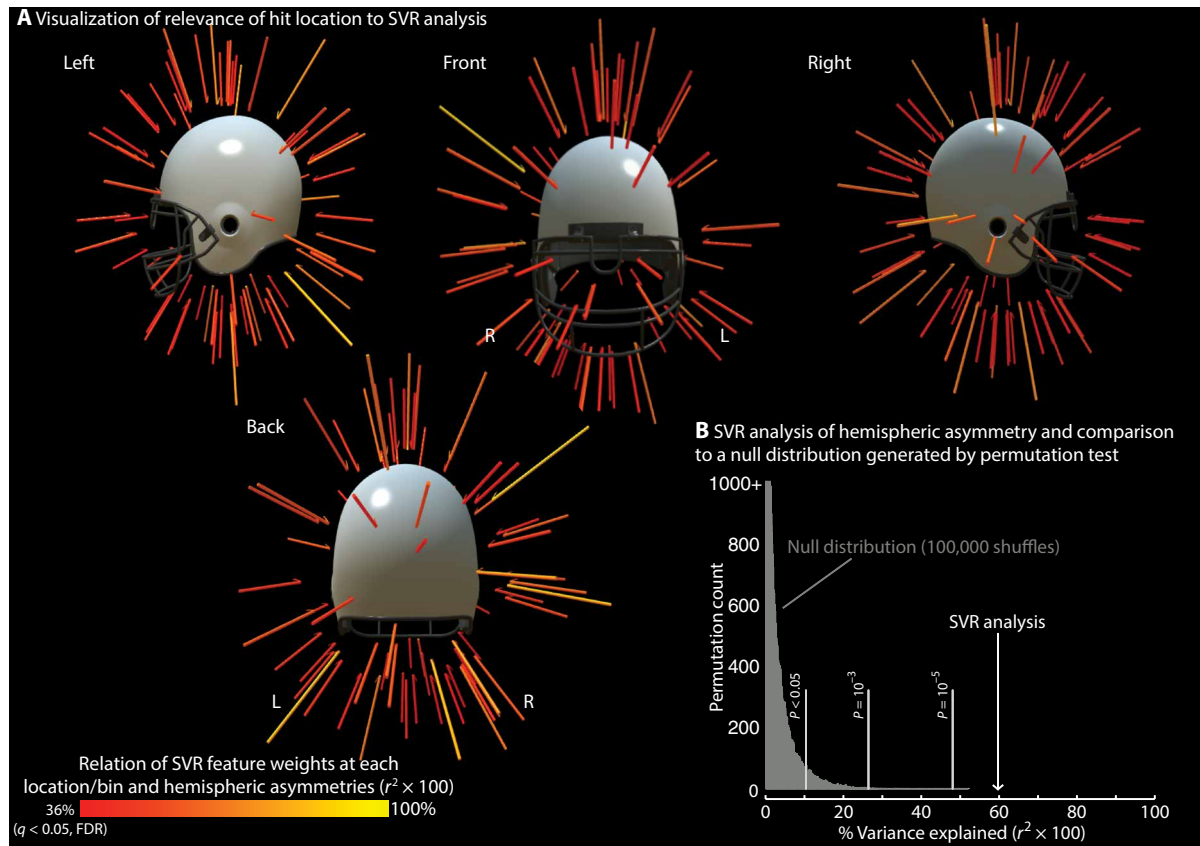 A Visualization of relevance of hit location to SVR analysis
Left
Front
Right
R
L
Back
L
R
Relation of SVR feature weights at each
location/bin and hemispheric asymmetries (r² × 100)
36%
100%
(q < 0.05, FDR)
B SVR analysis of hemispheric asymmetry and comparison
to a null distribution generated by permutation test
1000+
800
600
400
200
0
Permutation count
Null distribution (100,000 shuffles)
SVR analysis
P < 0.05
P = 10⁻³
P = 10⁻⁵
0
20
40
60
80
100
% Variance explained (r² × 100)